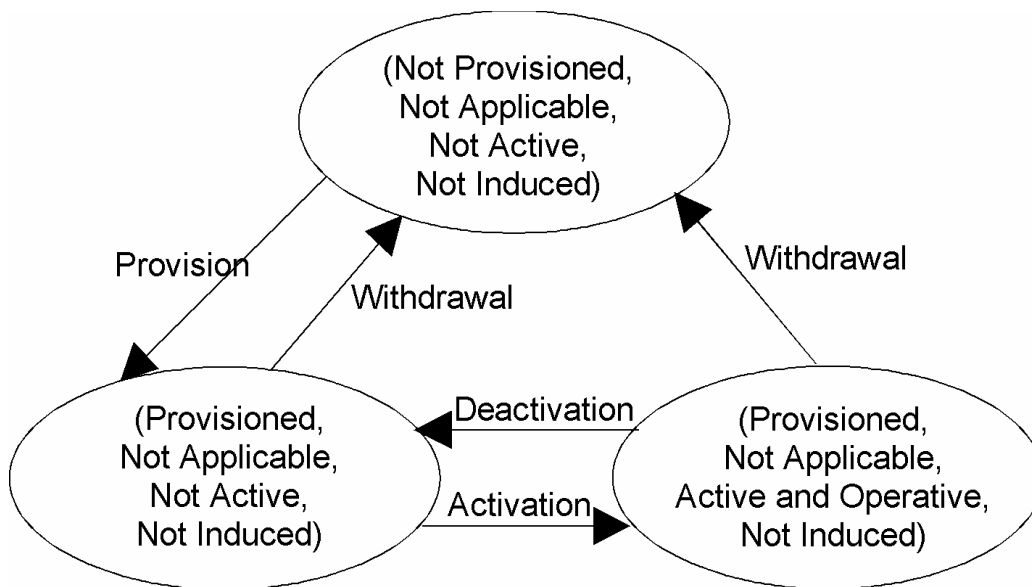 (Not Provisioned,
Not Applicable,
Not Active,
Not Induced)
Provision
Withdrawal
Withdrawal
Deactivation
Activation
(Provisioned,
Not Applicable,
Not Active,
Not Induced)
(Provisioned,
Not Applicable,
Active and Operative,
Not Induced)